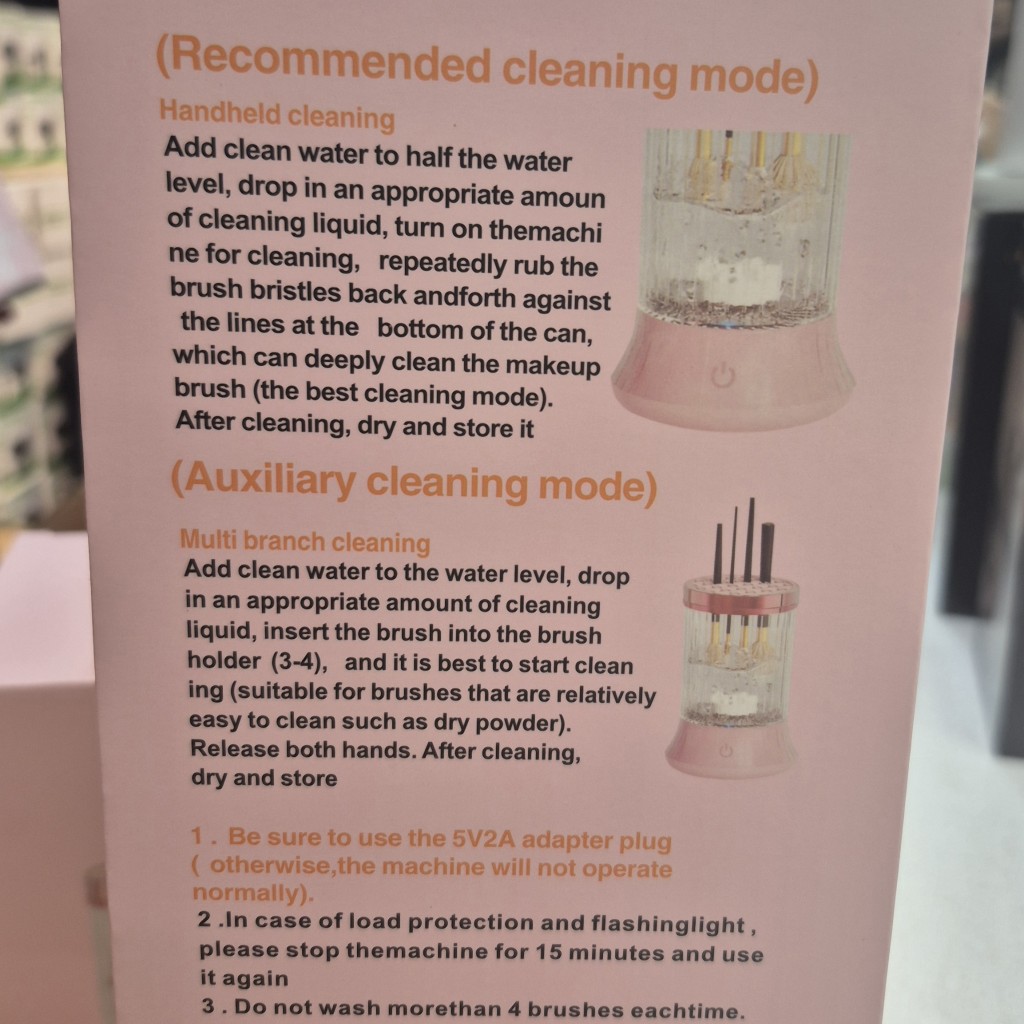 (Recommended cleaning mode)
Handheld cleaning
Add clean water to half the water
level, drop in an appropriate amoun
of cleaning liquid, turn on themachi
ne for cleaning, repeatedly rub the
brush bristles back andforth against
the lines at the bottom of the can,
which can deeply clean the makeup
brush (the best cleaning mode).
After cleaning, dry and store it
(Auxiliary cleaning mode)
Multi branch cleaning
Add clean water to the water level, drop
in an appropriate amount of cleaning
liquid, insert the brush into the brush
holder (3-4), and it is best to start clean
ing (suitable for brushes that are relatively
easy to clean such as dry powder).
Release both hands. After cleaning,
dry and store
1 . Be sure to use the 5V2A adapter plug
( otherwise,the machine will not operate
normally).
2 .In case of load protection and flashinglight ,
please stop themachine for 15 minutes and use
it again
3 . Do not wash morethan 4 brushes eachtime.